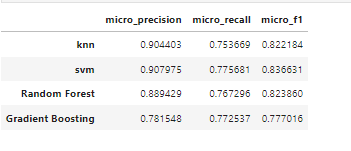 micro_precision micro_recall micro_f1
knn 0.904403 0.753669 0.822184
svm 0.907975 0.775681 0.836631
Random Forest 0.889429 0.767296 0.823860
Gradient Boosting 0.781548 0.772537 0.777016